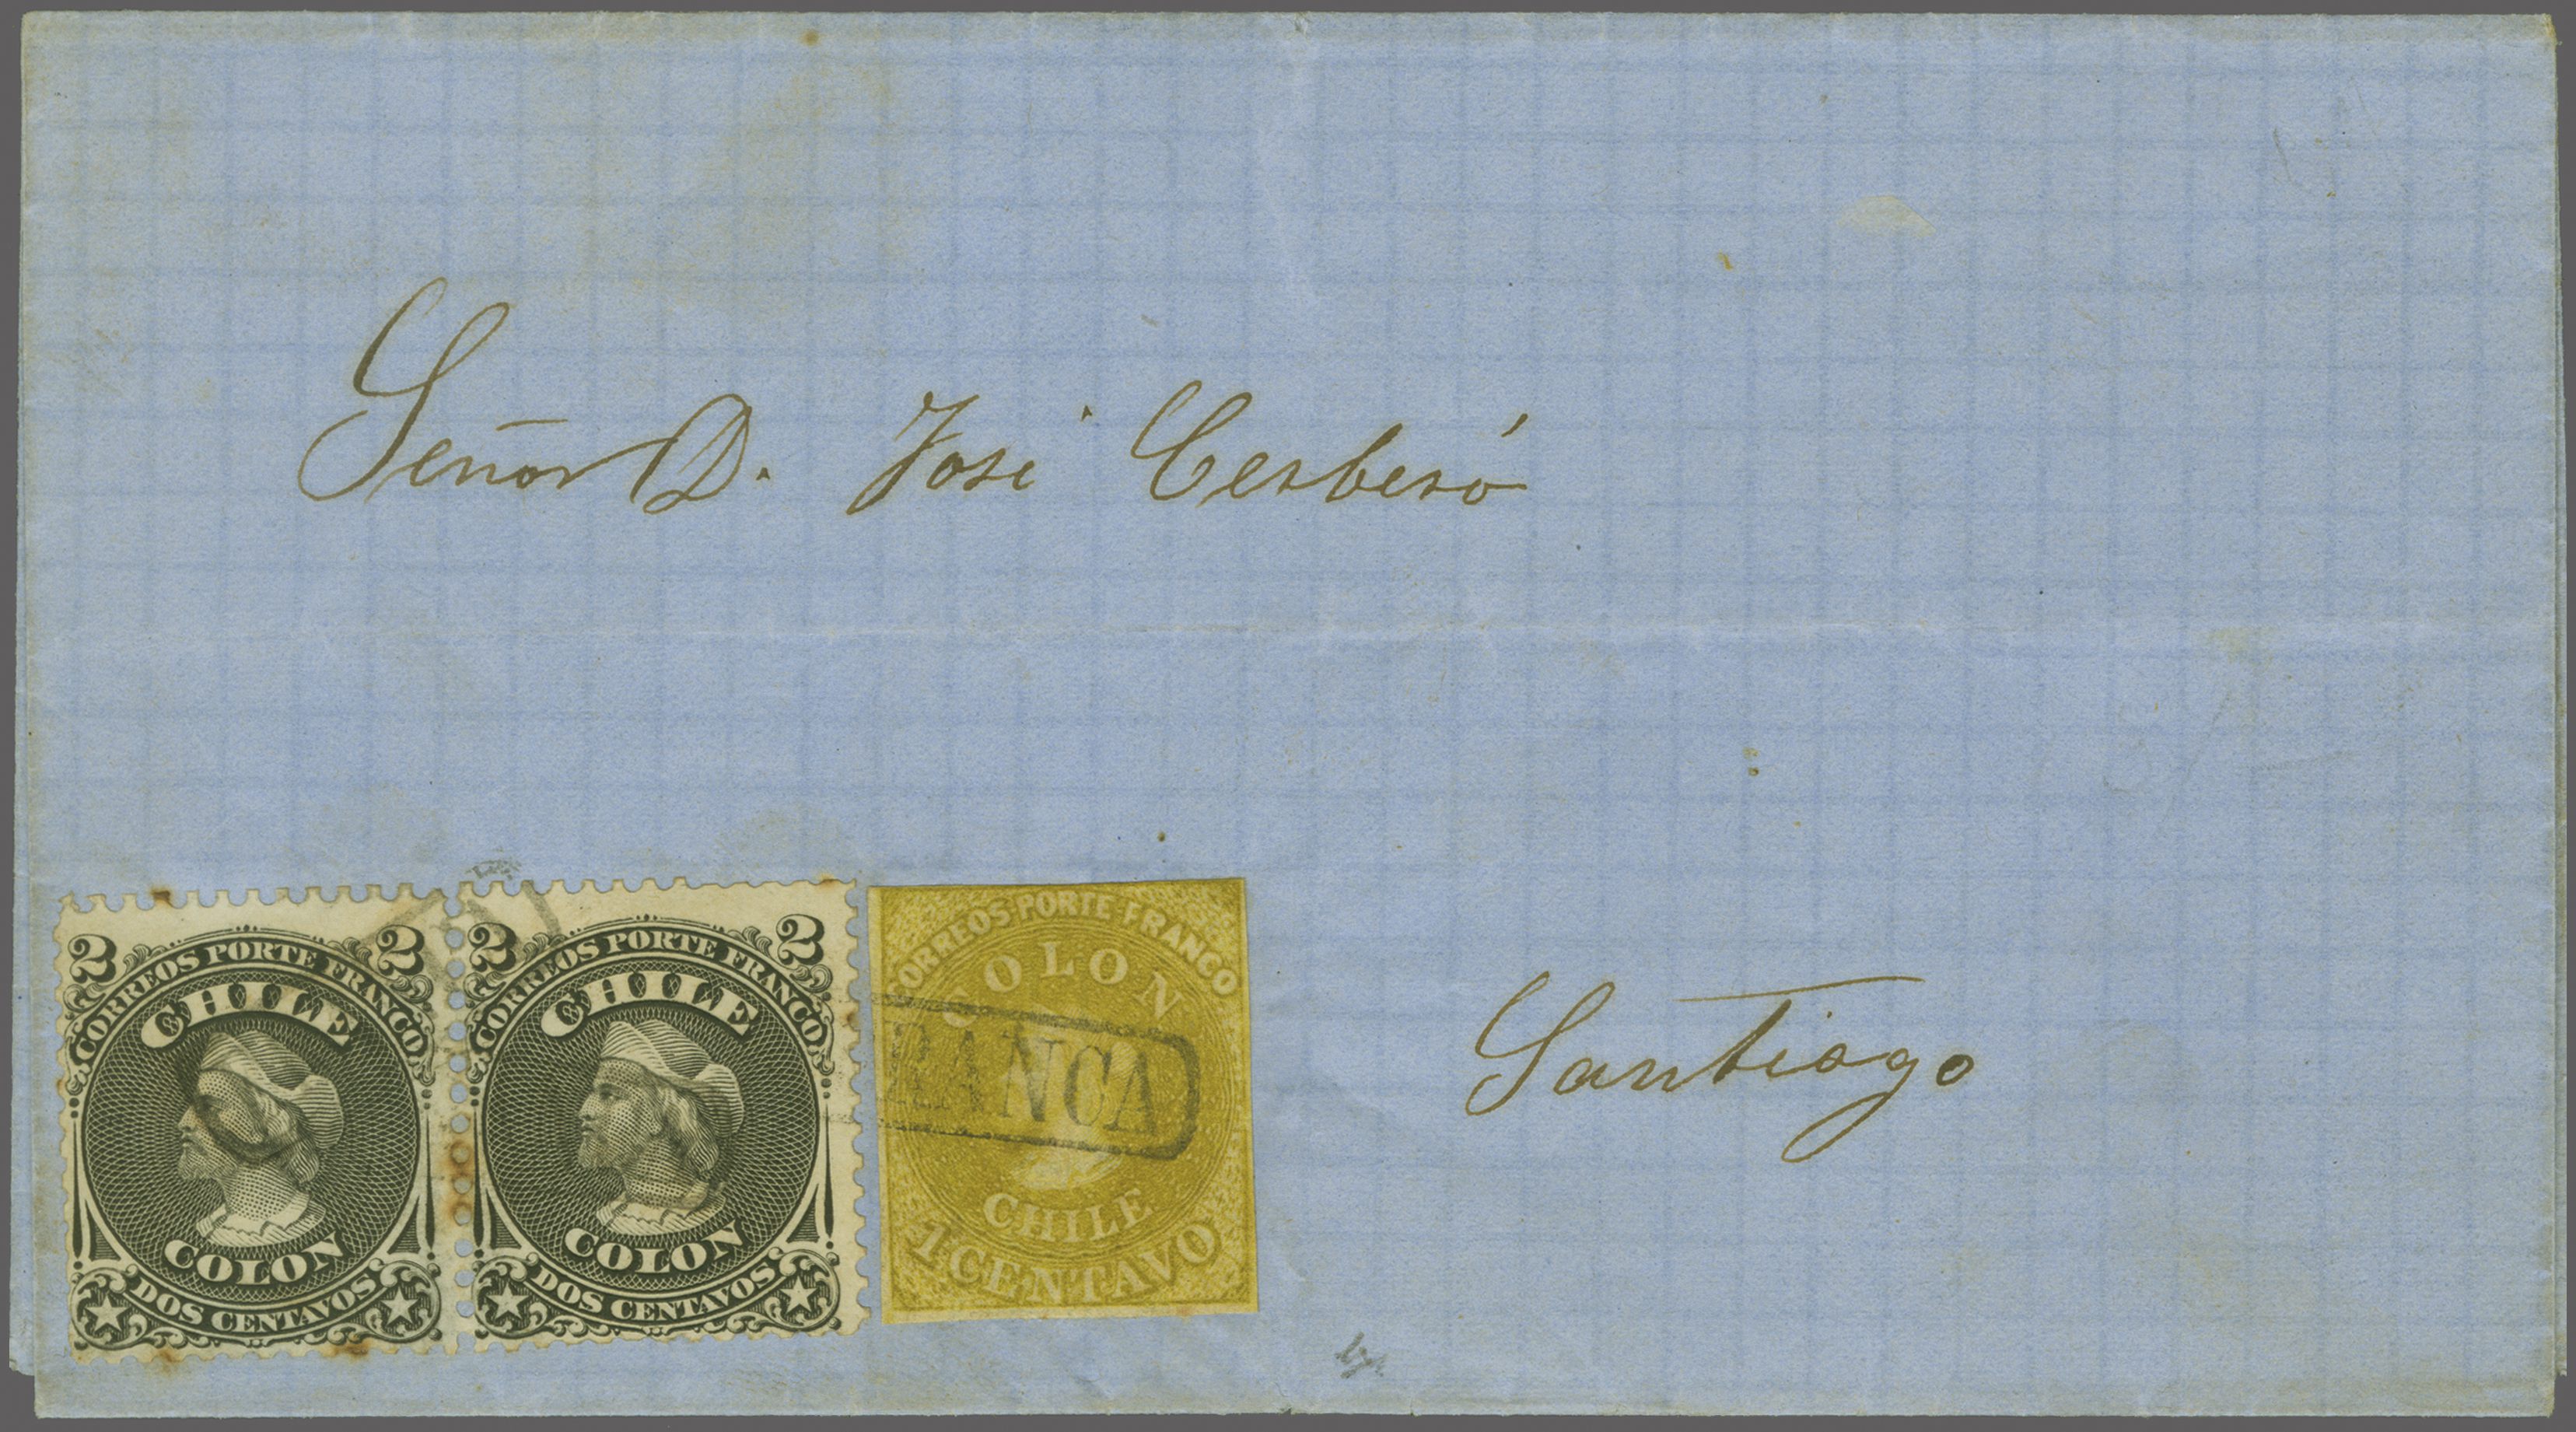 Señor D. José Cerberó
2 2
CORREOS PORTE FRANCO
CHILE
COLON
DOS CENTAVOS
2 2
CORREOS PORTE FRANCO
CHILE
COLON
DOS CENTAVOS
CORREOS PORTE FRANCO
COLON
RANCA
CHILE
1 CENTAVO
Santiago